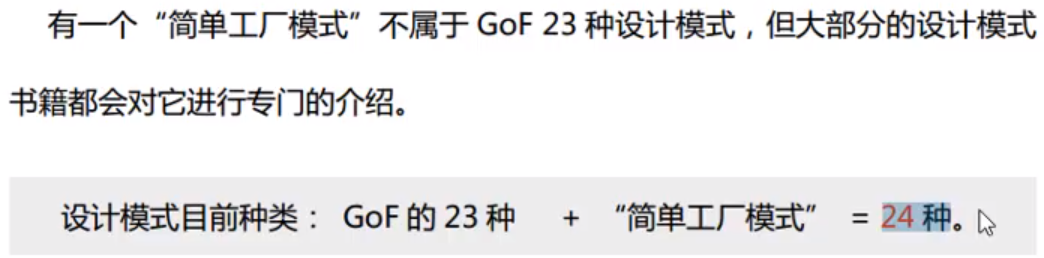 有一个“简单工厂模式”不属于 GoF 23 种设计模式，但大部分的设计模式
书籍都会对它进行专门的介绍。
设计模式目前种类： GoF 的 23 种 + “简单工厂模式” = 24 种。